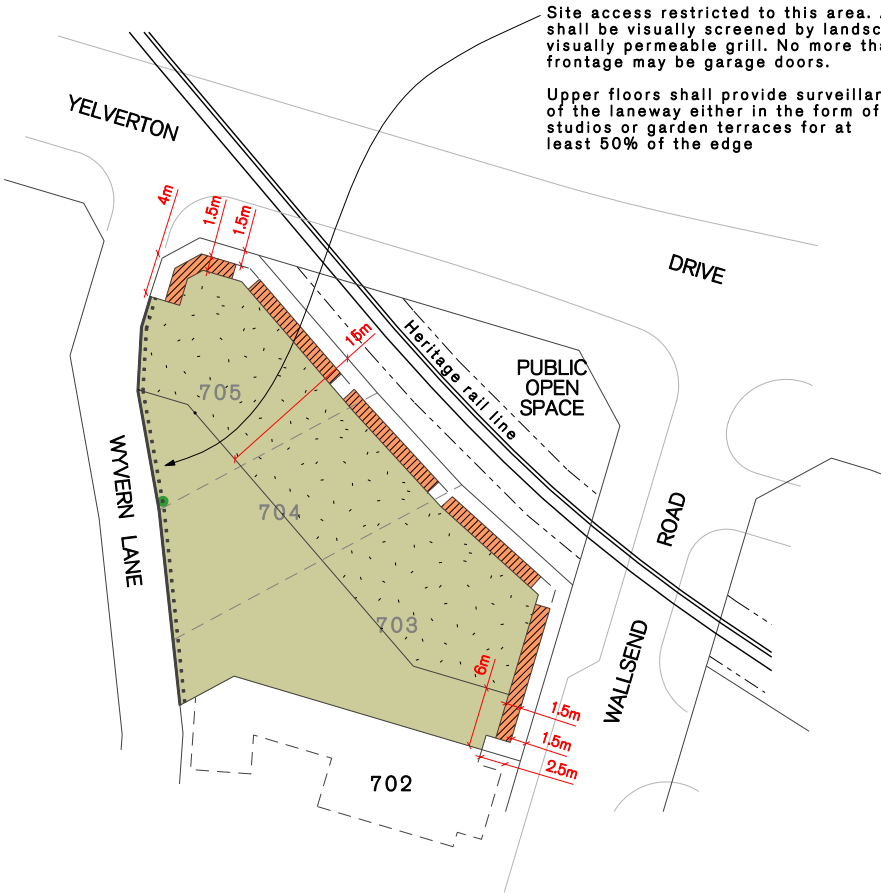 Site access restricted to this area.
shall be visually screened by
visually permeable grill. No more
frontage may be garage doors.
Upper floors shall provide
of the laneway either in the form of
studios or garden terraces for at
least 50% of the edge
YELVERTON
DRIVE
4m
1.5m
1.5m
15m
Heritage rail line
PUBLIC
OPEN
SPACE
705
704
703
WYVERN LANE
ROAD
WALLSEND
6m
1.5m
1.5m
2.5m
702